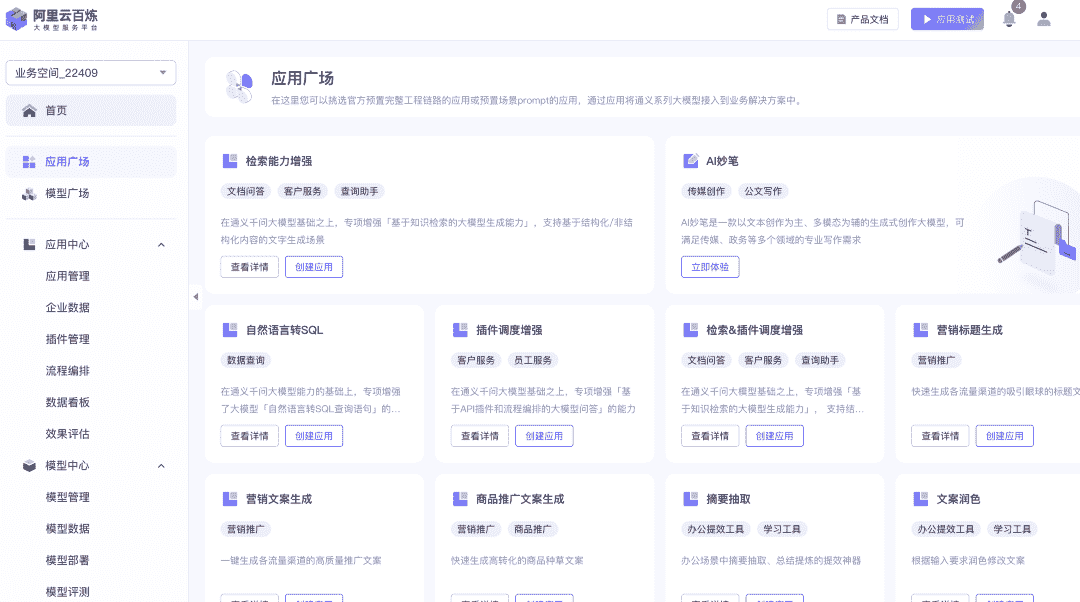 阿里云百炼
大模型服务平台
产品文档
应用测试
4
业务空间_22409
首页
应用广场
模型广场
应用中心
应用管理
企业数据
插件管理
流程编排
数据看板
效果评估
模型中心
模型管理
模型数据
模型部署
模型评测
应用广场
在这里您可以挑选官方预置完整工程链路的应用或预置场景prompt的应用，通过应用将通义系列大模型接入到业务解决方案中。
检索能力增强
文档问答 客户服务 查询助手
在通义千问大模型基础之上，专项增强「基于知识检索的大模型生成能力」，支持基于结构化/非结
构化内容的文字生成场景
查看详情 创建应用
AI妙笔
传媒创作 公文写作
AI妙笔是一款以文本创作为主、多模态为辅的生成式创作大模型，可
满足传媒、政务等多个领域的专业写作需求
立即体验
自然语言转SQL
数据查询
在通义千问大模型能力的基础上，专项增强
了大模型「自然语言转SQL查询语句」的...
查看详情 创建应用
插件调度增强
客户服务 员工服务
在通义千问大模型基础之上，专项增强「基
于API插件和流程编排的大模型问答」的能力
查看详情 创建应用
检索&插件调度增强
文档问答 客户服务 查询助手
在通义千问大模型基础之上，专项增强「基
于知识检索的大模型生成能力」， 支持结...
查看详情 创建应用
营销标题生成
营销推广
快速生成各流量渠道的吸引眼球的标题文
查看详情 创建应用
营销文案生成
营销推广
一键生成各流量渠道的高质量推广文案
商品推广文案生成
营销推广 商品推广
快速生成高转化的商品种草文案
摘要抽取
办公提效工具 学习工具
办公场景中摘要抽取、总结提炼的提效神器
文案润色
办公提效工具 学习工具
根据输入要求润色修改文案